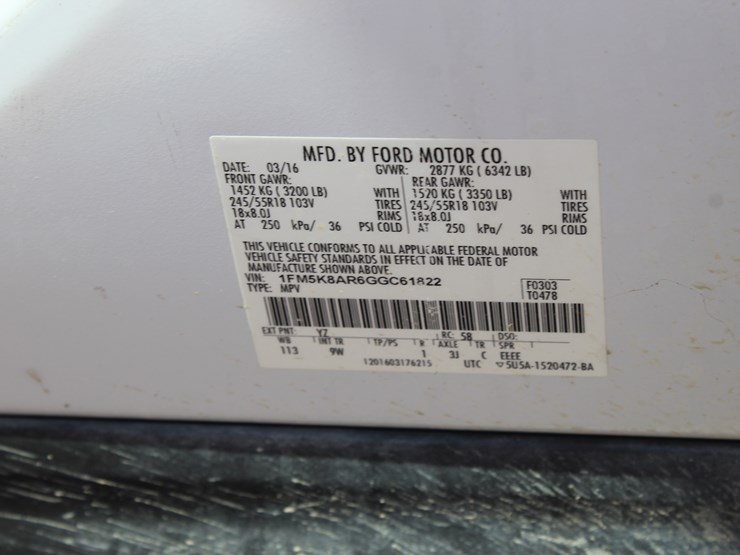 MFD. BY FORD MOTOR CO.
DATE: 03/16 GVWR: 2877 KG ( 6342 LB)
FRONT GAWR: REAR GAWR:
1452 KG ( 3200 LB) WITH 1520 KG ( 3350 LB) WITH
245/55R18 103V TIRES 245/55R18 103V TIRES
18x8.0J RIMS 18x8.0J RIMS
AT 250 kPa/ 36 PSI COLD AT 250 kPa/ 36 PSI COLD
THIS VEHICLE CONFORMS TO ALL APPLICABLE FEDERAL MOTOR
VEHICLE SAFETY STANDARDS IN EFFECT ON THE DATE OF
MANUFACTURE SHOWN ABOVE.
VIN: 1FM5K8AR6GGC61822 F0303
TYPE: MPV T0478
EXT PNT: YZ RC: 58 DSO:
WB INT TR TP/PS R AXLE TR SPR
113 9W 1 3J C EEEE
1201603176215 UTC ▽5U5A-1520472-BA